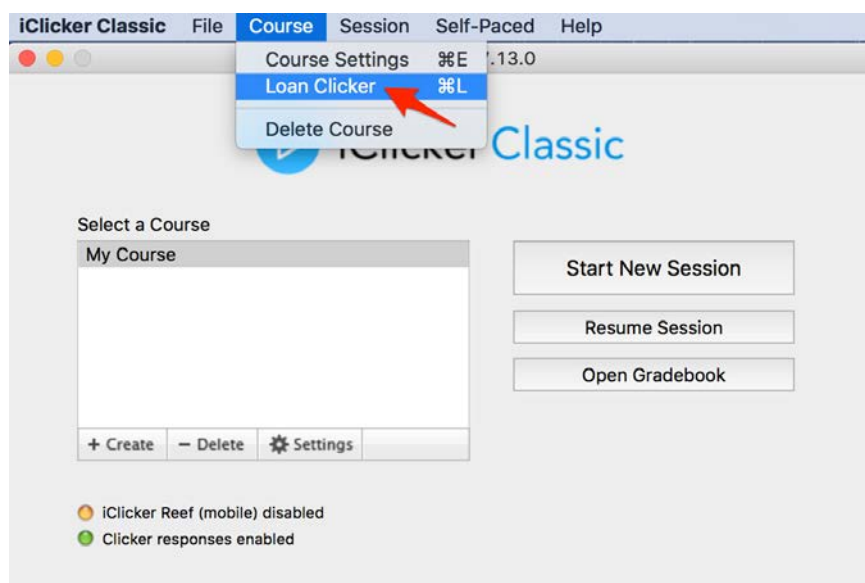 iClicker Classic File Course Session Self-Paced Help
Course Settings ⌘E .13.0
Loan Clicker ⌘L
Delete Course
iClicker Classic
Select a Course
My Course
Start New Session
Resume Session
Open Gradebook
+ Create − Delete Settings
iClicker Reef (mobile) disabled
Clicker responses enabled